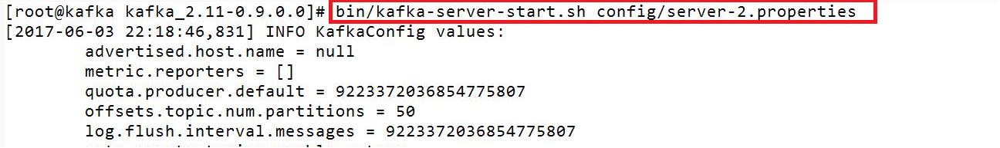 [root@kafka kafka_2.11-0.9.0.0]# bin/kafka-server-start.sh config/server-2.properties
[2017-06-03 22:18:46,831] INFO KafkaConfig values:
advertised.host.name = null
metric.reporters = []
quota.producer.default = 9223372036854775807
offsets.topic.num.partitions = 50
log.flush.interval.messages = 9223372036854775807